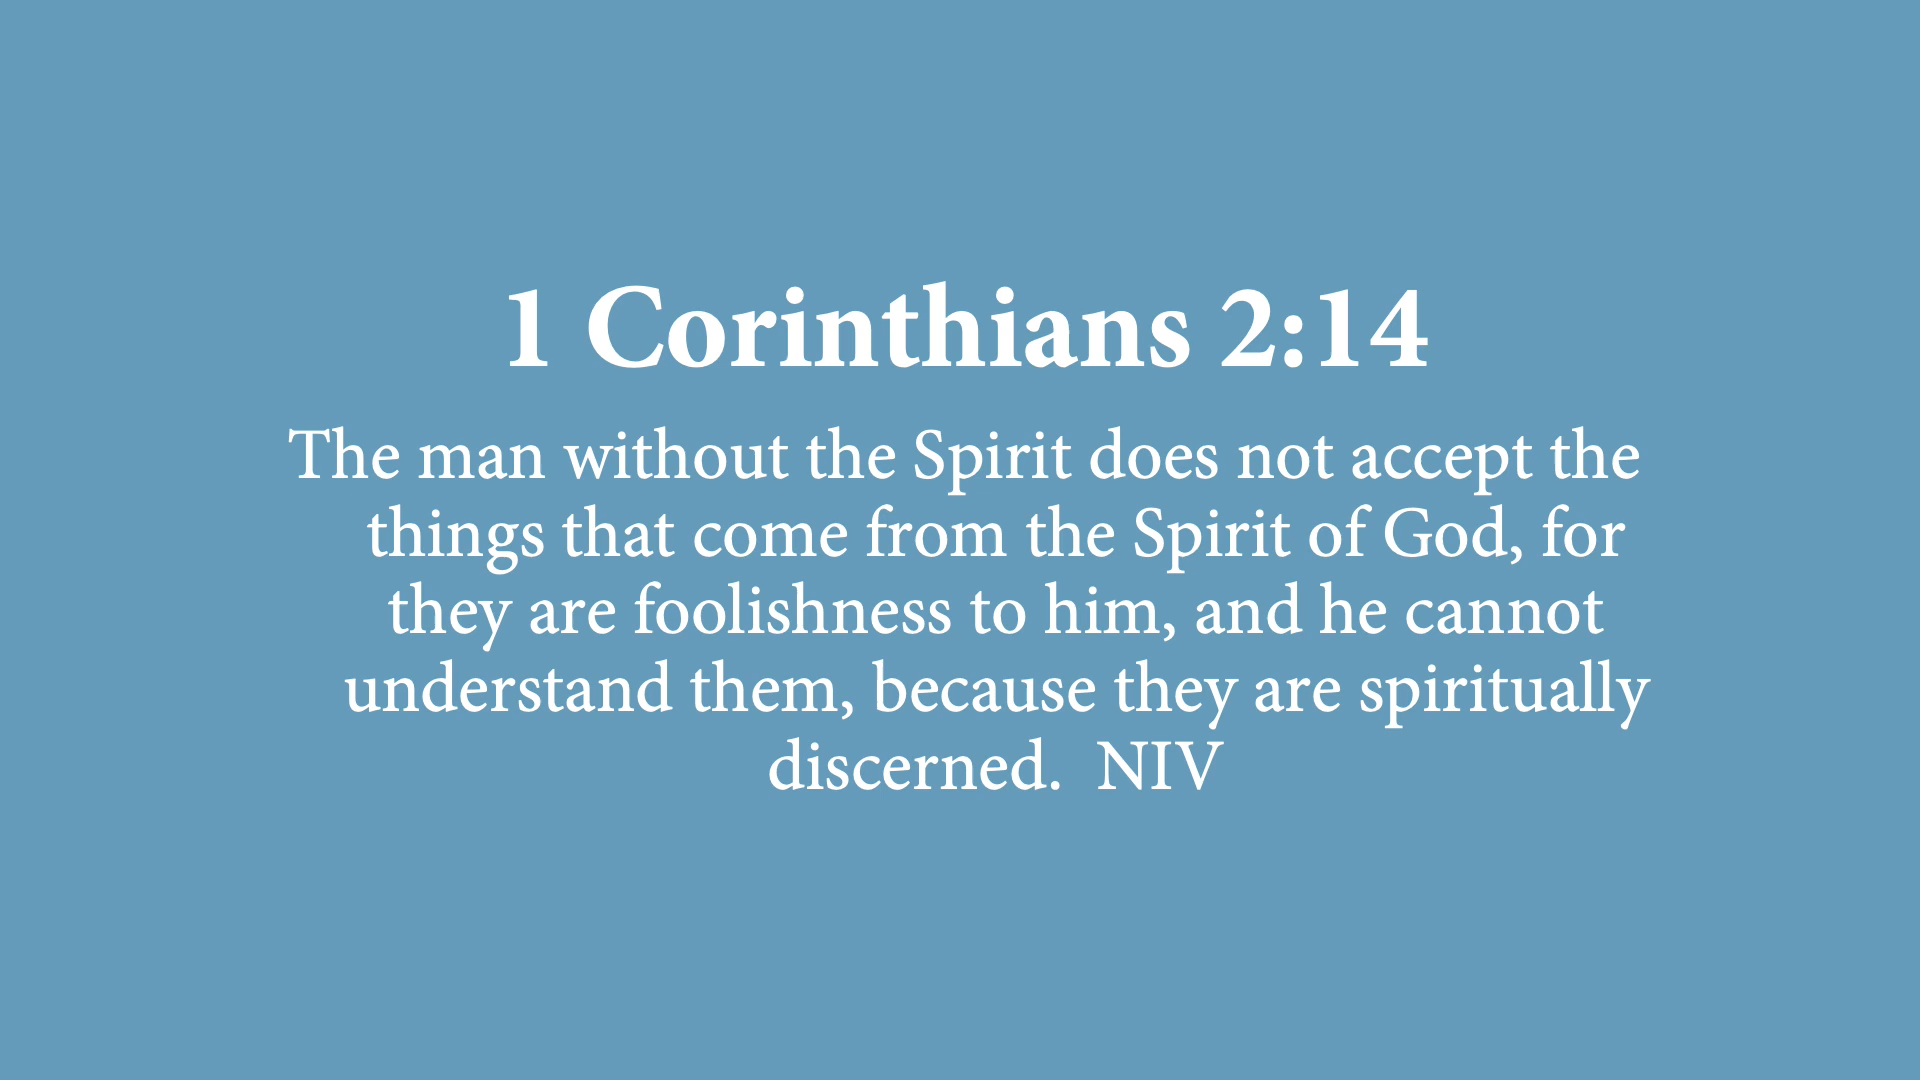 1 Corinthians 2:14
The man without the Spirit does not accept the
things that come from the Spirit of God, for
they are foolishness to him, and he cannot
understand them, because they are spiritually
discerned.  NIV